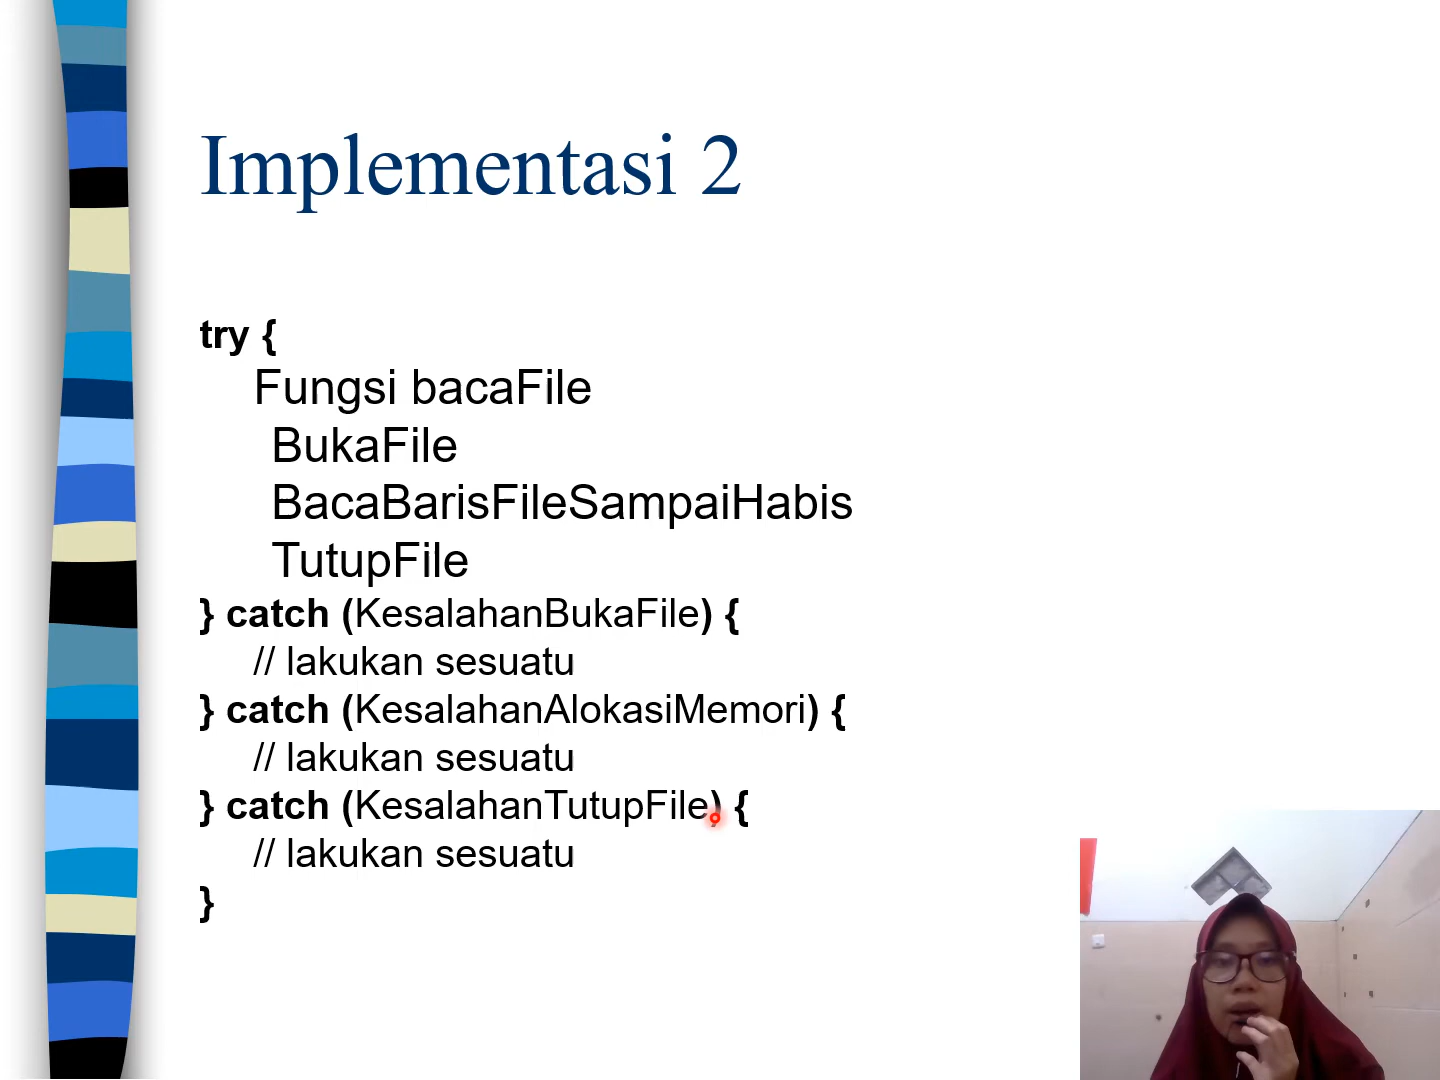 Implementasi 2
try {
Fungsi bacaFile
BukaFile
BacaBarisFileSampaiHabis
TutupFile
} catch (KesalahanBukaFile) {
// lakukan sesuatu
} catch (KesalahanAlokasiMemori) {
// lakukan sesuatu
} catch (KesalahanTutupFile) {
// lakukan sesuatu
}